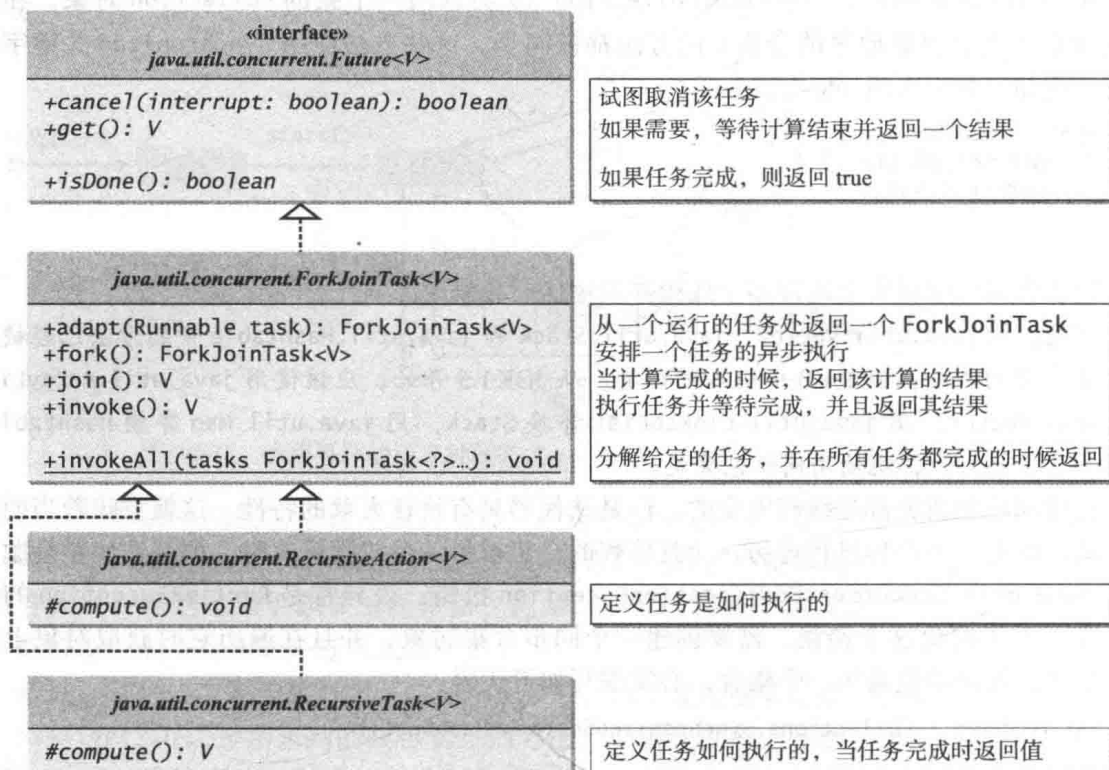 «interface»
java.util.concurrent.Future<V>
+cancel(interrupt: boolean): boolean
+get(): V
+isDone(): boolean
试图取消该任务
如果需要，等待计算结束并返回一个结果
如果任务完成，则返回 true
java.util.concurrent.ForkJoinTask<V>
+adapt(Runnable task): ForkJoinTask<V>
+fork(): ForkJoinTask<V>
+join(): V
+invoke(): V
+invokeAll(tasks ForkJoinTask<?>…): void
从一个运行的任务处返回一个 ForkJoinTask
安排一个任务的异步执行
当计算完成的时候，返回该计算的结果
执行任务并等待完成，并且返回其结果
分解给定的任务，并在所有任务都完成的时候返回
java.util.concurrent.RecursiveAction<V>
#compute(): void
定义任务是如何执行的
java.util.concurrent.RecursiveTask<V>
#compute(): V
定义任务如何执行的，当任务完成时返回值